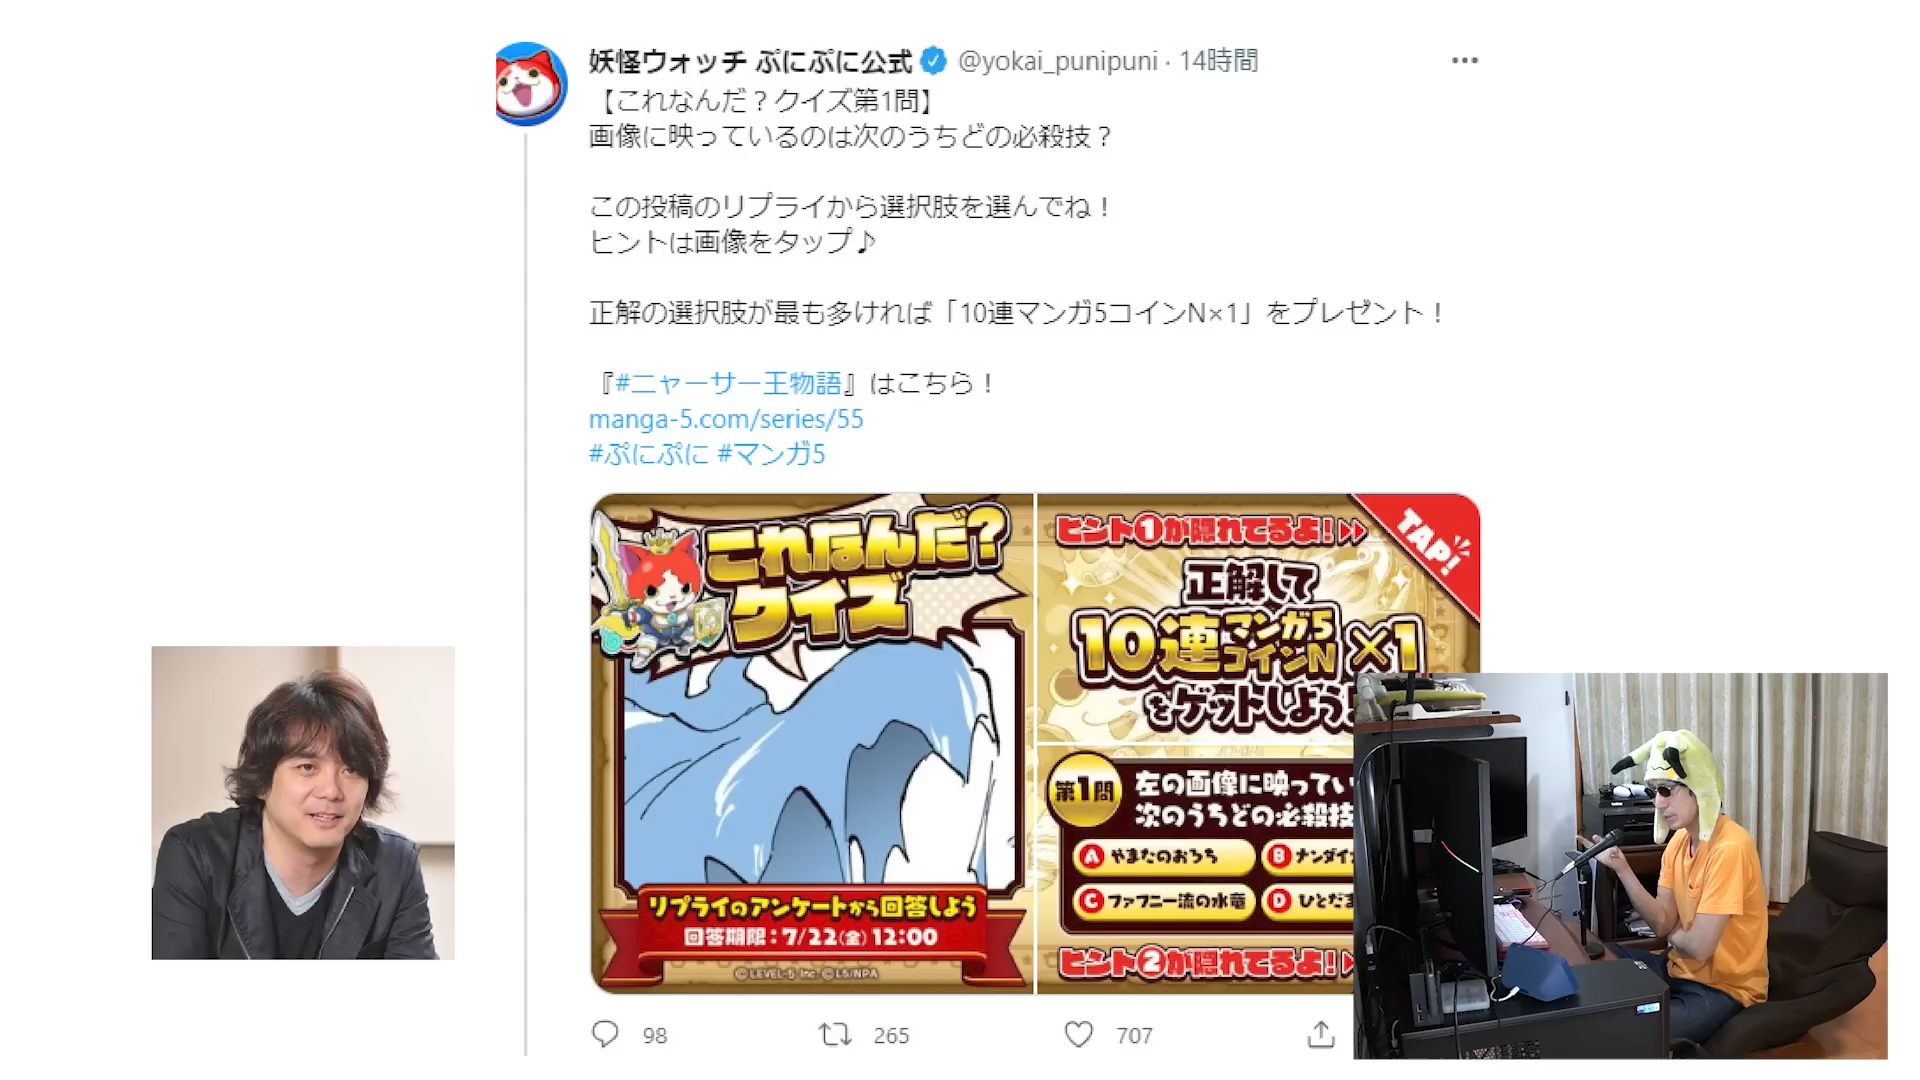 妖怪ウォッチ ぷにぷに公式 @yokai_punipuni · 14時間
【これなんだ？クイズ第1問】
画像に映っているのは次のうちどの必殺技？
この投稿のリプライから選択肢を選んでね！
ヒントは画像をタップ♪
正解の選択肢が最も多ければ「10連マンガ5コインN×1」をプレゼント！
『#ニャーサー王物語』はこちら！
manga-5.com/series/55
#ぷにぷに #マンガ5
これなんだ？
クイズ
リプライのアンケートから回答しよう
回答期限：7/22(金)12:00
©LEVEL-5 Inc. ©L5/NPA
ヒント①が隠れてるよ！
TAP!
正解して
10連マンガ5コインN×1
をゲットしよう
第1問
左の画像に映ってい
次のうちどの必殺技
A やまたのおろち
B ナンダイ
C ファフニー流の水竜
D ひとだま
ヒント②が隠れてるよ！
98 265 707